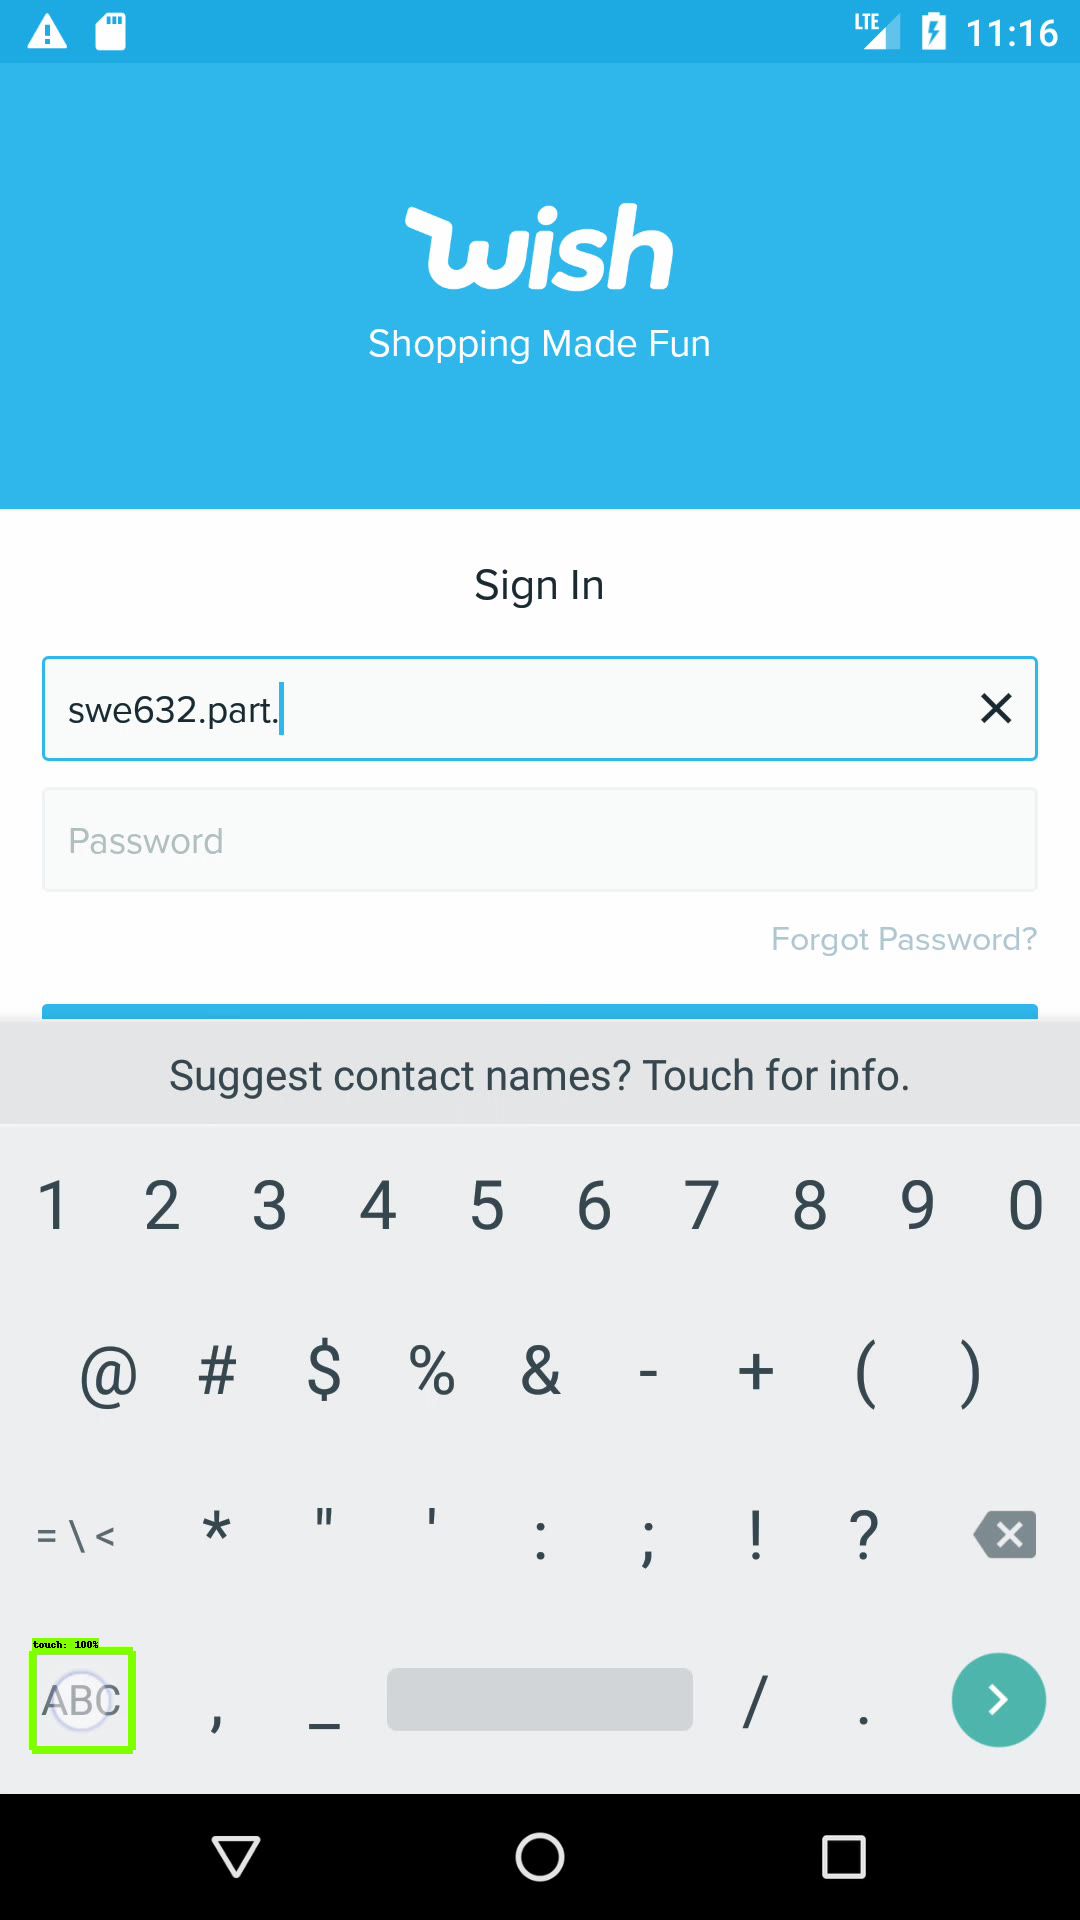 LTE 11:16
wish
Shopping Made Fun
Sign In
swe632.part.
Password
Forgot Password?
Suggest contact names? Touch for info.
1 2 3 4 5 6 7 8 9 0
@ # $ % & - + ( )
= \ < * " ' : ; ! ?
touch: 100%
ABC , _ / .